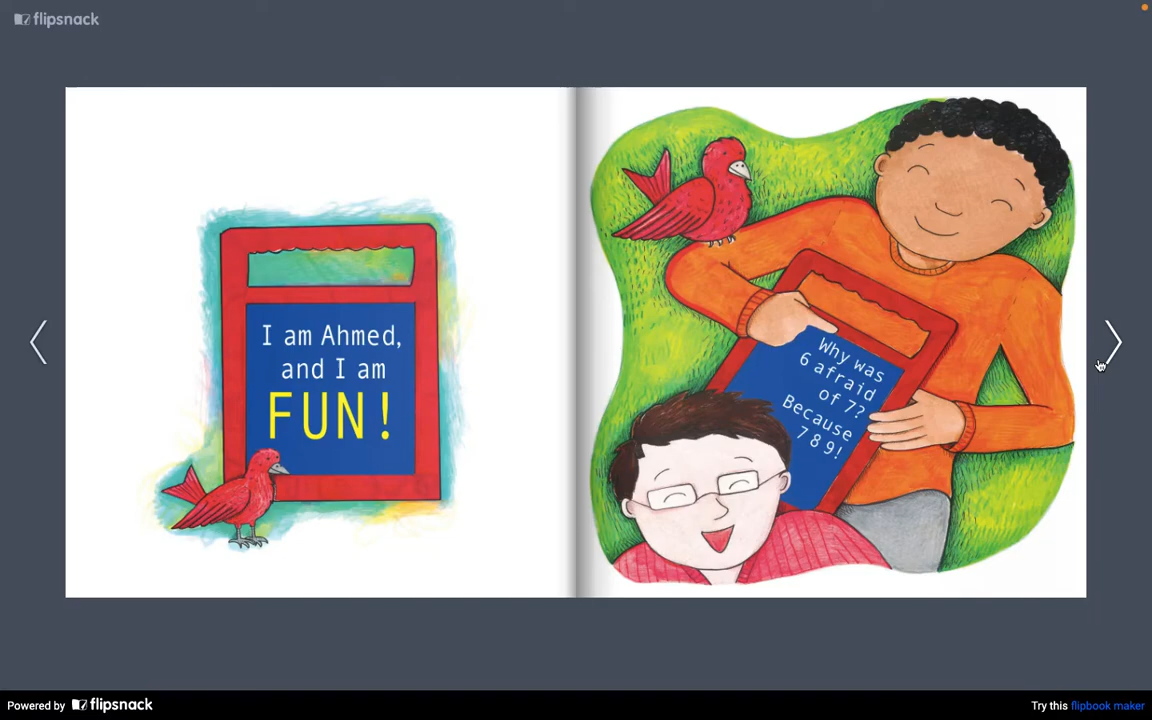 flipsnack
I am Ahmed,
and I am
FUN!
Why was
6 afraid
of 7?
Because
7 8 9!
Powered by flipsnack
Try this flipbook maker